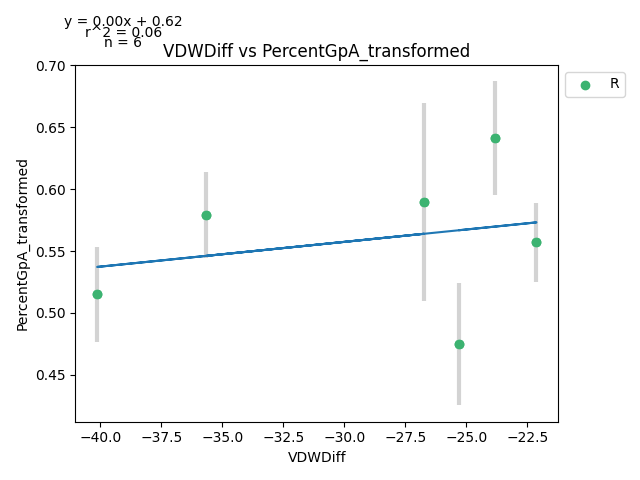 y = 0.00x + 0.62
r^2 = 0.06
n = 6
VDWDiff vs PercentGpA_transformed
R
PercentGpA_transformed
0.70
0.65
0.60
0.55
0.50
0.45
−40.0 −37.5 −35.0 −32.5 −30.0 −27.5 −25.0 −22.5
VDWDiff